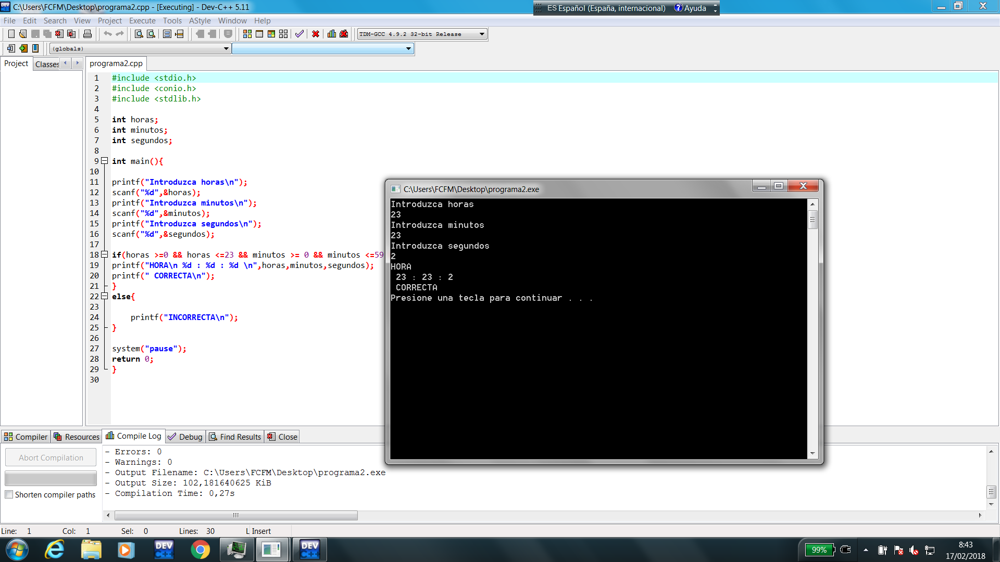 C:\Users\FCFM\Desktop\programa2.cpp - [Executing] - Dev-C++ 5.11
ES Español (España, internacional) ? Ayuda
File Edit Search View Project Execute Tools AStyle Window Help
TDM-GCC 4.9.2 32-bit Release
(globals)
Project Classes programa2.cpp
1 #include <stdio.h>
2 #include <conio.h>
3 #include <stdlib.h>
4
5 int horas;
6 int minutos;
7 int segundos;
8
9 int main(){
10
11 printf("Introduzca horas\n");
12 scanf("%d",&horas);
13 printf("Introduzca minutos\n");
14 scanf("%d",&minutos);
15 printf("Introduzca segundos\n");
16 scanf("%d",&segundos);
17
18 if(horas >=0 && horas <=23 && minutos >= 0 && minutos <=59
19 printf("HORA\n %d : %d : %d \n",horas,minutos,segundos);
20 printf(" CORRECTA\n");
21 }
22 else{
23
24 printf("INCORRECTA\n");
25 }
26
27 system("pause");
28 return 0;
29 }
30
C:\Users\FCFM\Desktop\programa2.exe
Introduzca horas
23
Introduzca minutos
23
Introduzca segundos
2
HORA
23 : 23 : 2
CORRECTA
Presione una tecla para continuar . . .
Compiler Resources Compile Log Debug Find Results Close
Abort Compilation
Shorten compiler paths
- Errors: 0
- Warnings: 0
- Output Filename: C:\Users\FCFM\Desktop\programa2.exe
- Output Size: 102,181640625 KiB
- Compilation Time: 0,27s
Line: 1 Col: 1 Sel: 0 Lines: 30 L Insert
DEV C++
DEV C++
99%
8:43
17/02/2018